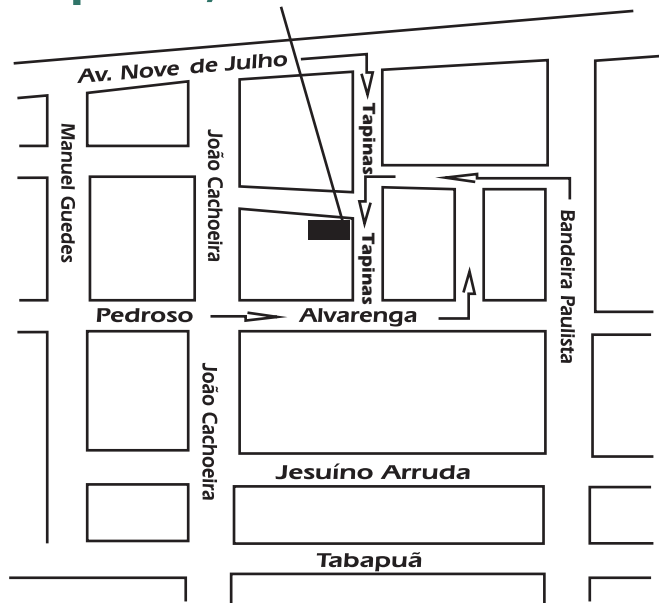 Av. Nove de Julho
Tapinas
Manuel Guedes
João Cachoeira
Tapinas
Bandeira Paulista
Pedroso
Alvarenga
João Cachoeira
Jesuíno Arruda
Tabapuã